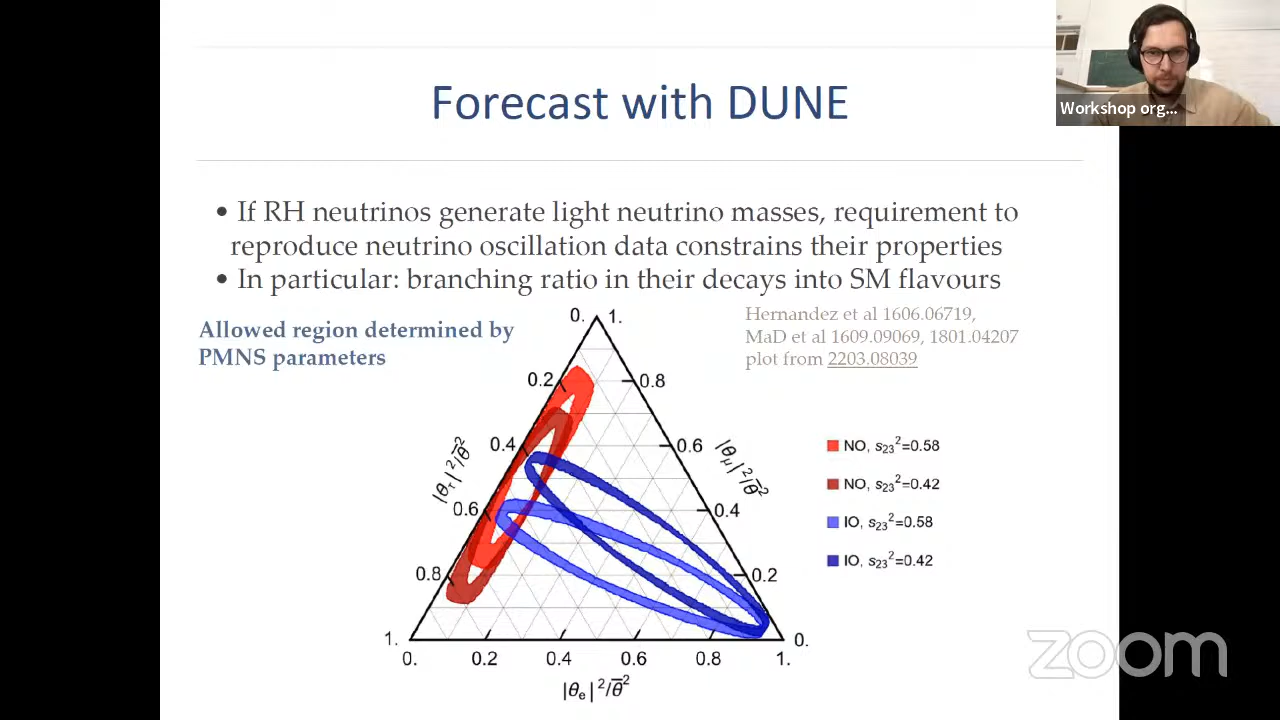 Workshop org...
Forecast with DUNE
• If RH neutrinos generate light neutrino masses, requirement to
reproduce neutrino oscillation data constrains their properties
• In particular: branching ratio in their decays into SM flavours
Allowed region determined by
PMNS parameters
Hernandez et al 1606.06719,
MaD et al 1609.09069, 1801.04207
plot from 2203.08039
0. 1.
0.2 0.8
0.4 0.6
|θτ|²/θ̄²
|θμ|²/θ̄²
0.6 0.4
0.8 0.2
1. 0.
0. 0.2 0.4 0.6 0.8 1.
|θe|²/θ̄²
NO, s₂₃²=0.58
NO, s₂₃²=0.42
IO, s₂₃²=0.58
IO, s₂₃²=0.42
zoom